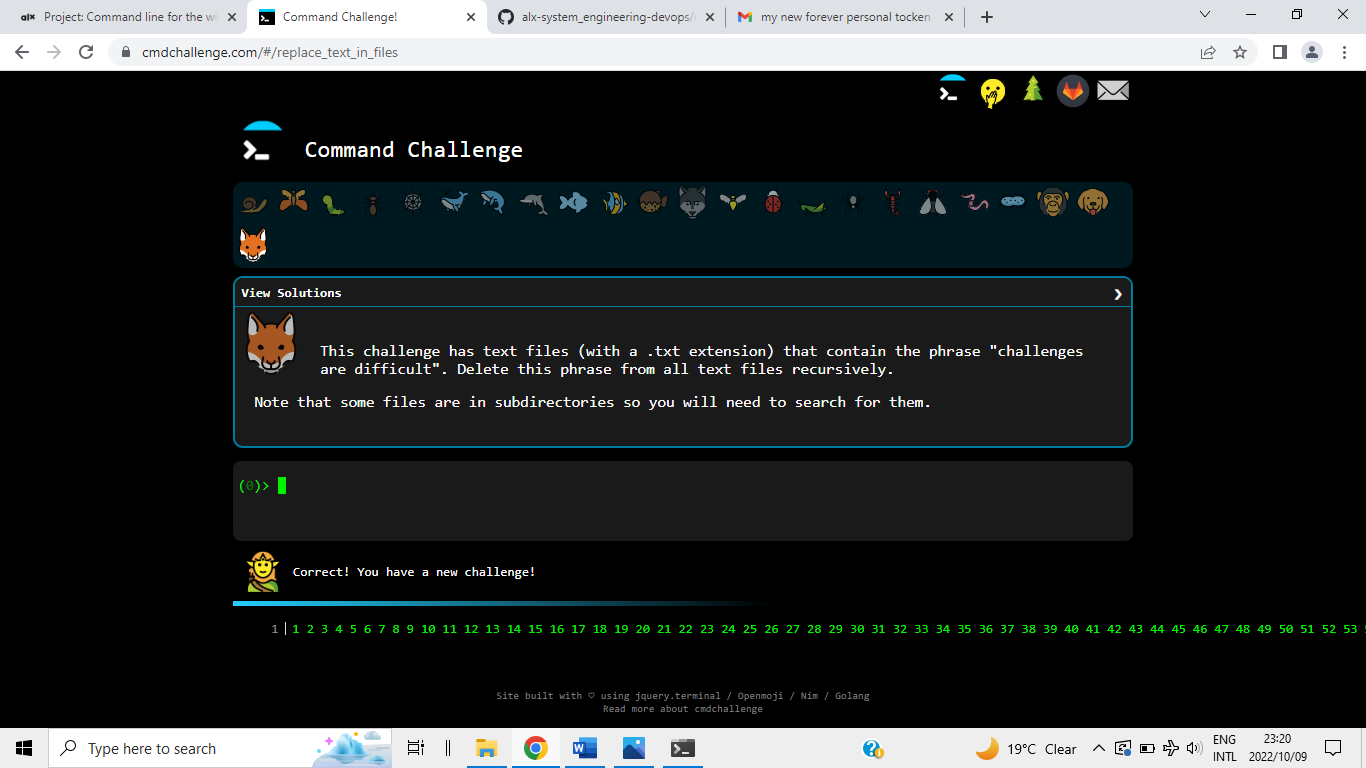 alx Project: Command line for the wi
Command Challenge!
alx-system_engineering-devops/
my new forever personal tocken
cmdchallenge.com/#/replace_text_in_files
Command Challenge
View Solutions
This challenge has text files (with a .txt extension) that contain the phrase "challenges
are difficult". Delete this phrase from all text files recursively.
Note that some files are in subdirectories so you will need to search for them.
(0)>
Correct! You have a new challenge!
1 1 2 3 4 5 6 7 8 9 10 11 12 13 14 15 16 17 18 19 20 21 22 23 24 25 26 27 28 29 30 31 32 33 34 35 36 37 38 39 40 41 42 43 44 45 46 47 48 49 50 51 52 53
Site built with ♡ using jquery.terminal / Openmoji / Nim / Golang
Read more about cmdchallenge
Type here to search
19°C Clear
ENG
INTL
23:20
2022/10/09